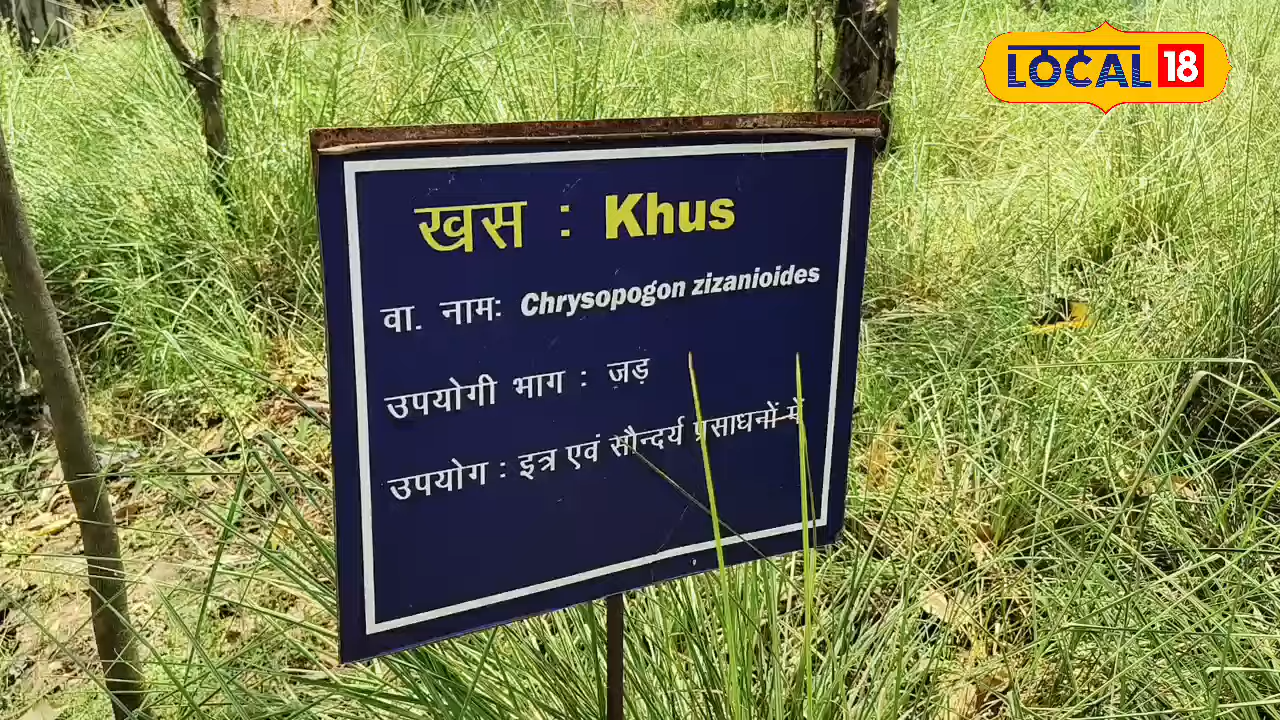 LOCAL 18
खस : Khus
वा. नामः Chrysopogon zizanioides
उपयोगी भाग : जड़
उपयोग : इत्र एवं सौन्दर्य प्रसाधनों में